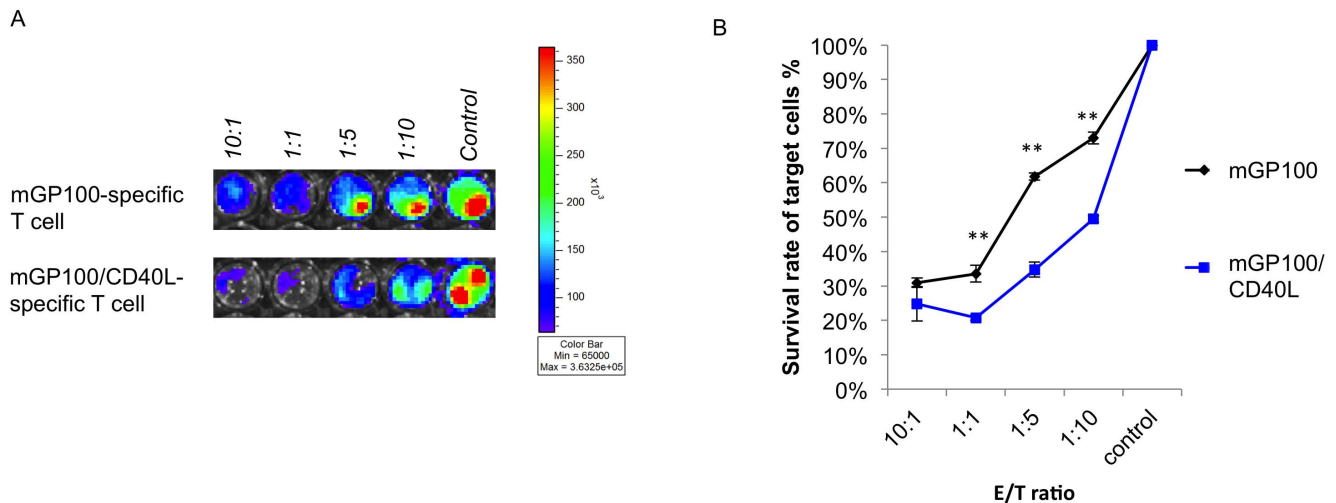 A
10:1
1:1
1:5
1:10
Control
mGP100-specific
T cell
mGP100/CD40L-
specific T cell
350
300
250
200
150
100
x10³
Color Bar
Min = 65000
Max = 3.6325e+05
B
Survival rate of target cells %
100%
90%
80%
70%
60%
50%
40%
30%
20%
10%
0%
**
**
**
10:1
1:1
1:5
1:10
control
E/T ratio
mGP100
mGP100/
CD40L